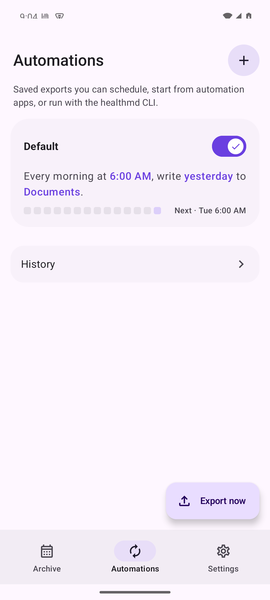 Automations
Saved exports you can schedule, start from automation
apps, or run with the healthmd CLI.
Default
Every morning at 6:00 AM, write yesterday to
Documents.
Next · Tue 6:00 AM
History
Export now
Archive
Automations
Settings